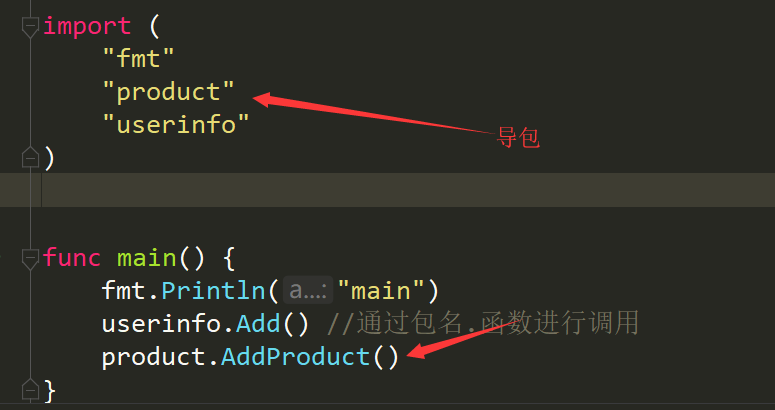 import (
"fmt"
"product"
"userinfo"
导包
)
func main() {
fmt.Println( a...: "main")
userinfo.Add() //通过包名.函数进行调用
product.AddProduct()
}